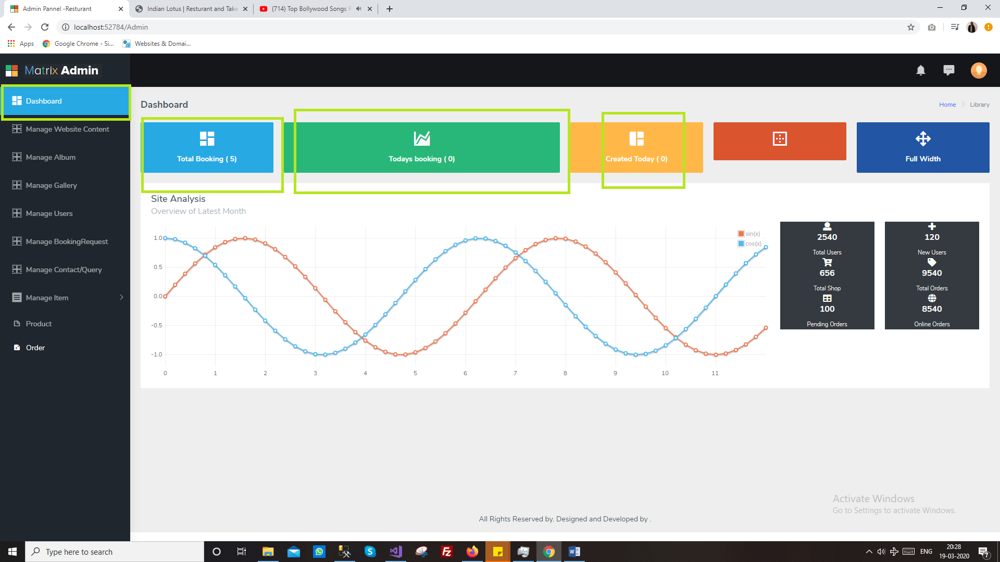 Admin Pannel -Resturant
Indian Lotus | Resturant and Take
(714) Top Bollywood Songs R
localhost:52784/Admin
Apps
Google Chrome - Si...
Websites & Domai...
Matrix Admin
Dashboard
Manage Website Content
Manage Album
Manage Gallery
Manage Users
Manage BookingRequest
Manage Contact/Query
Manage Item
Product
Order
Dashboard
Home
Library
Total Booking ( 5)
Todays booking ( 0)
Created Today ( 0)
Full Width
Site Analysis
Overview of Latest Month
1.0
0.5
0.0
-0.5
-1.0
0 1 2 3 4 5 6 7 8 9 10 11
sin(x)
cos(x)
2540
Total Users
656
Total Shop
100
Pending Orders
120
New Users
9540
Total Orders
8540
Online Orders
Activate Windows
Go to Settings to activate Windows.
All Rights Reserved by. Designed and Developed by .
Type here to search
ENG
20:28
19-03-2020
7